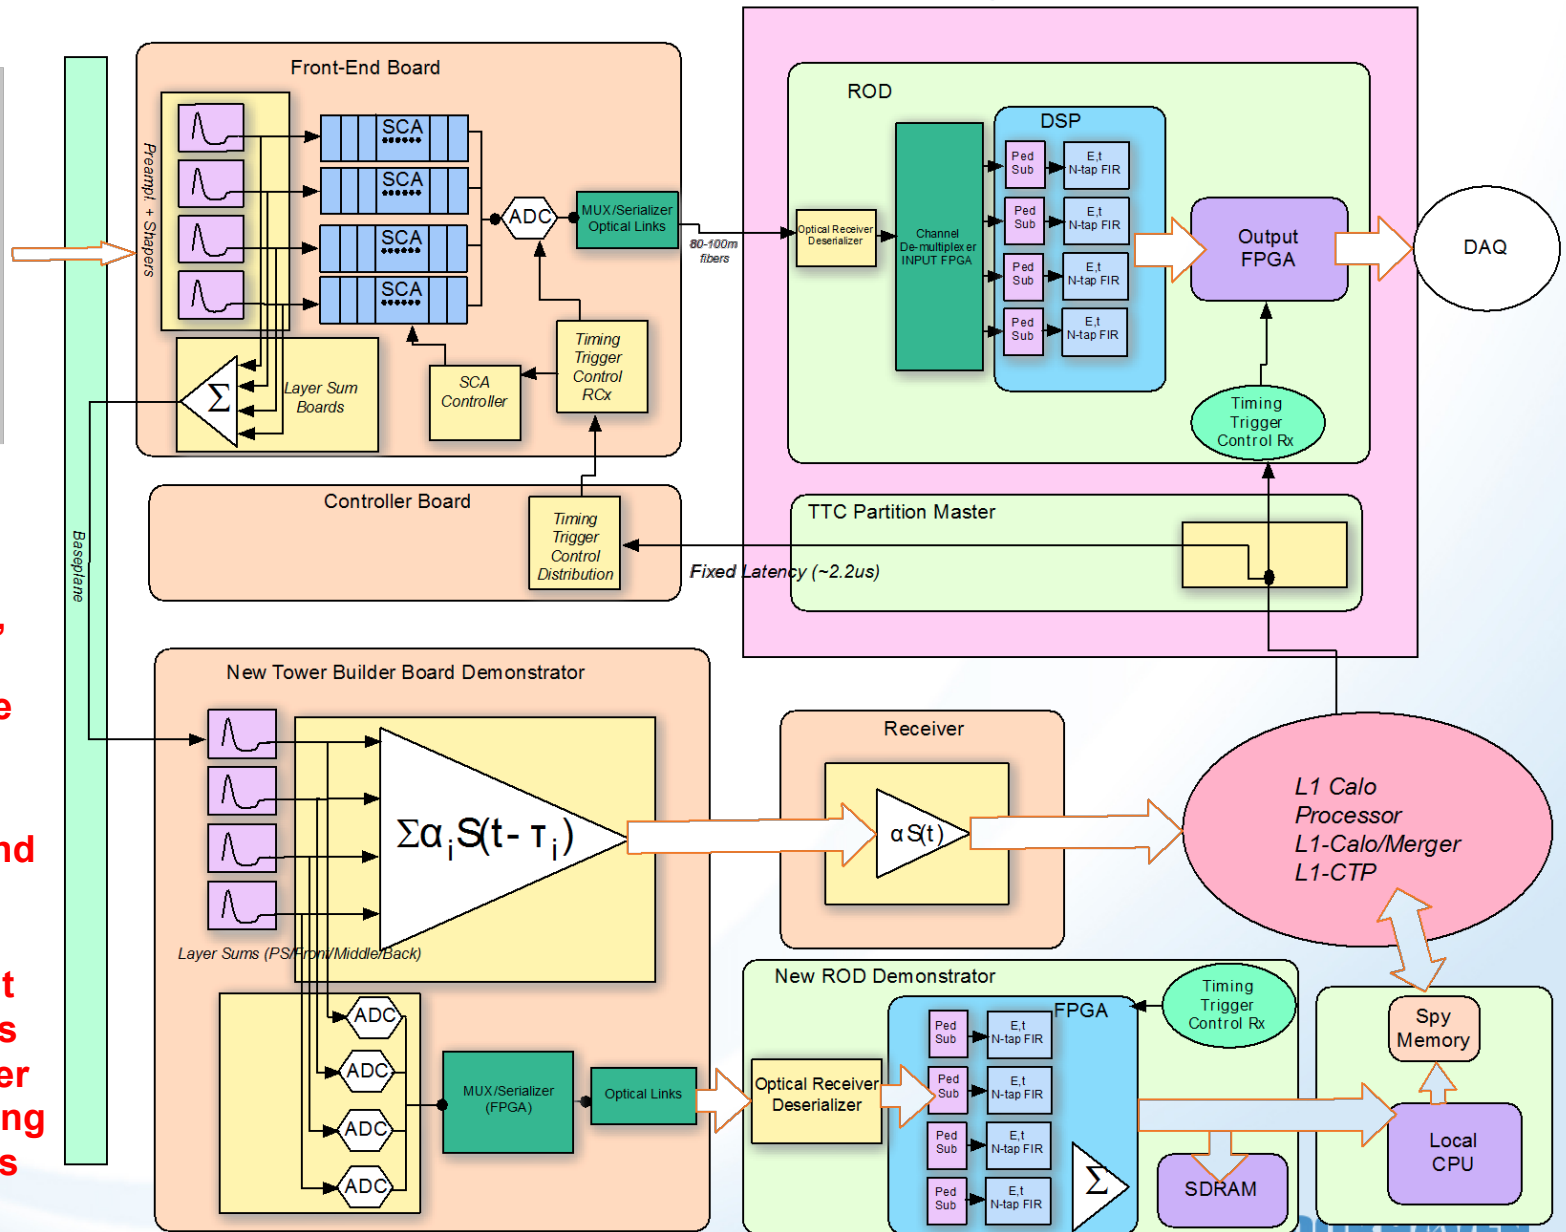 Front-End Board
Preampl. + Shapers
SCA
SCA
SCA
SCA
ADC
MUX/Serializer
Optical Links
80-100m
fibers
Σ
Layer Sum
Boards
SCA
Controller
Timing
Trigger
Control
RCx
Baseplane
Controller Board
Timing
Trigger
Control
Distribution
Fixed Latency (~2.2us)
ROD
Optical Receiver
Deserializer
Channel
De-multiplexer
INPUT FPGA
DSP
Ped
Sub
E,t
N-tap FIR
Ped
Sub
E,t
N-tap FIR
Ped
Sub
E,t
N-tap FIR
Ped
Sub
E,t
N-tap FIR
Output
FPGA
DAQ
Timing
Trigger
Control Rx
TTC Partition Master
New Tower Builder Board Demonstrator
Σα_i S(t- τ_i)
Layer Sums (PS/Front/Middle/Back)
ADC
ADC
ADC
ADC
MUX/Serializer
(FPGA)
Optical Links
Receiver
αS(t)
L1 Calo
Processor
L1-Calo/Merger
L1-CTP
New ROD Demonstrator
Optical Receiver
Deserializer
FPGA
Ped
Sub
E,t
N-tap FIR
Ped
Sub
E,t
N-tap FIR
Ped
Sub
E,t
N-tap FIR
Ped
Sub
E,t
N-tap FIR
Σ
Timing
Trigger
Control Rx
SDRAM
Spy
Memory
Local
CPU